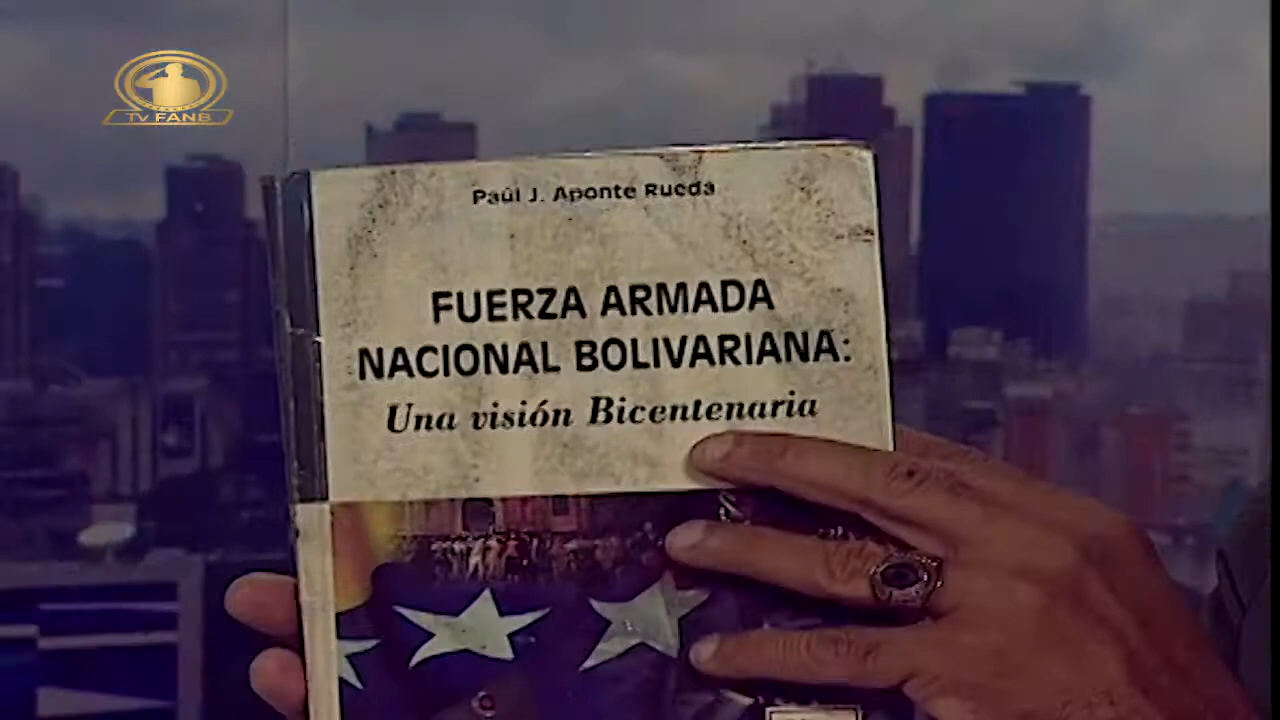 Tv FANB
Paúl J. Aponte Rueda
FUERZA ARMADA
NACIONAL BOLIVARIANA:
Una visión Bicentenaria